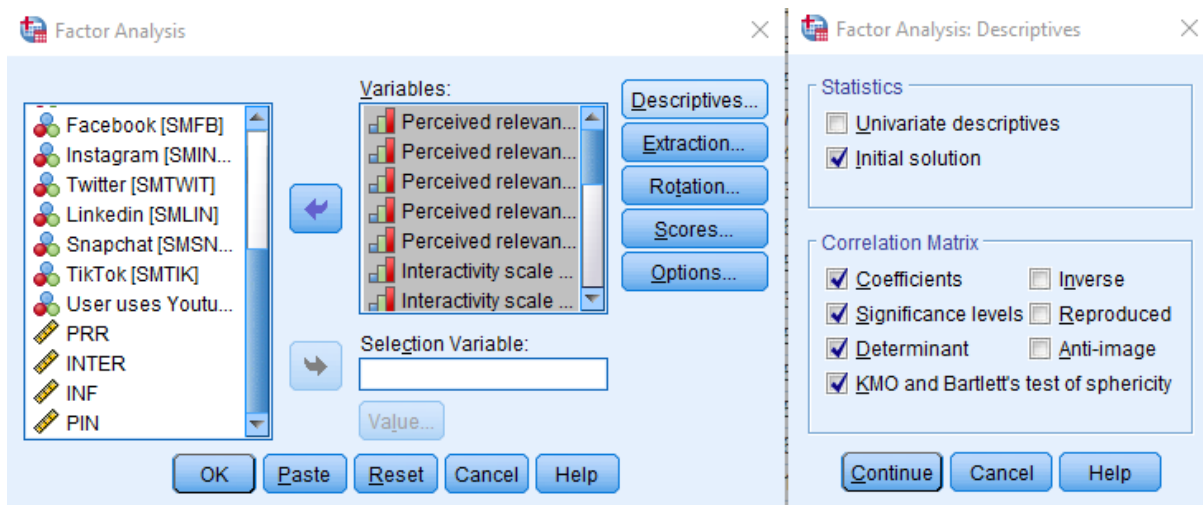 Factor Analysis
Facebook [SMFB]
Instagram [SMIN...
Twitter [SMTWIT]
Linkedin [SMLIN]
Snapchat [SMSN...
TikTok [SMTIK]
User uses Youtu...
PRR
INTER
INF
PIN
Variables:
Perceived relevan...
Perceived relevan...
Perceived relevan...
Perceived relevan...
Perceived relevan...
Interactivity scale ...
Interactivity scale ...
Selection Variable:
Value...
Descriptives...
Extraction...
Rotation...
Scores...
Options...
OK Paste Reset Cancel Help
Factor Analysis: Descriptives
Statistics
Univariate descriptives
Initial solution
Correlation Matrix
Coefficients Inverse
Significance levels Reproduced
Determinant Anti-image
KMO and Bartlett's test of sphericity
Continue Cancel Help